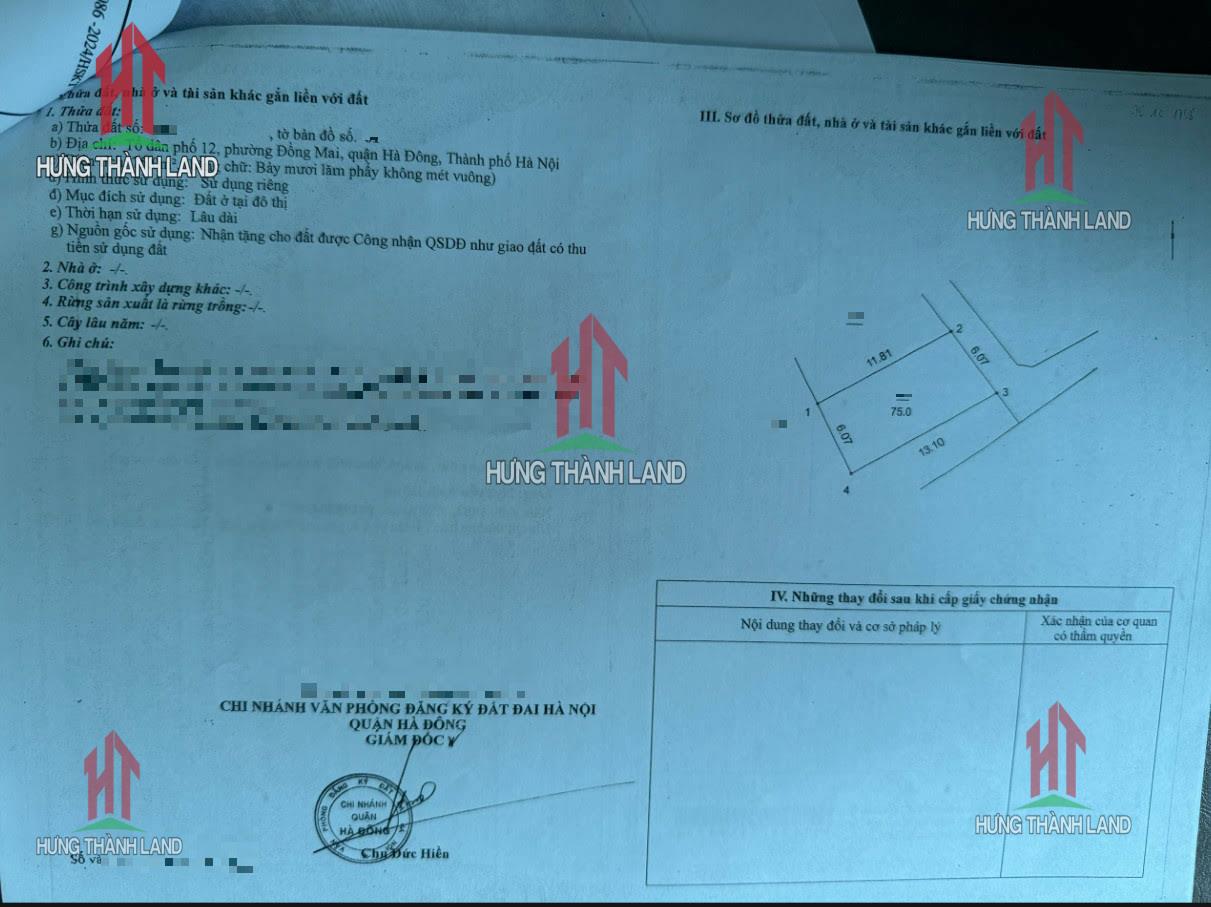 986 - 2024/HSKT
Thửa đất, nhà ở và tài sản khác gắn liền với đất
1. Thửa đất:
a) Thửa đất số: , tờ bản đồ số.
b) Địa chỉ: Tổ dân phố 12, phường Đồng Mai, quận Hà Đông, Thành phố Hà Nội
chữ: Bảy mươi lăm phẩy không mét vuông)
d) Hình thức sử dụng: Sử dụng riêng
đ) Mục đích sử dụng: Đất ở tại đô thị
e) Thời hạn sử dụng: Lâu dài
g) Nguồn gốc sử dụng: Nhận tặng cho đất được Công nhận QSDĐ như giao đất có thu
tiền sử dụng đất
2. Nhà ở: -/-.
3. Công trình xây dựng khác: -/-.
4. Rừng sản xuất là rừng trồng: -/-.
5. Cây lâu năm: -/-.
6. Ghi chú:
CHI NHÁNH VĂN PHÒNG ĐĂNG KÝ ĐẤT ĐAI HÀ NỘI
QUẬN HÀ ĐÔNG
GIÁM ĐỐC
CHI NHÁNH
QUẬN
HÀ ĐÔNG
Chu Đức Hiền
Số và
III. Sơ đồ thửa đất, nhà ở và tài sản khác gắn liền với đất
2
11.81
6.07
3
75.0
1
6.07
13.10
4
IV. Những thay đổi sau khi cấp giấy chứng nhận
Nội dung thay đổi và cơ sở pháp lý
Xác nhận của cơ quan
có thẩm quyền
HƯNG THÀNH LAND
HƯNG THÀNH LAND
HƯNG THÀNH LAND
HƯNG THÀNH LAND
HƯNG THÀNH LAND